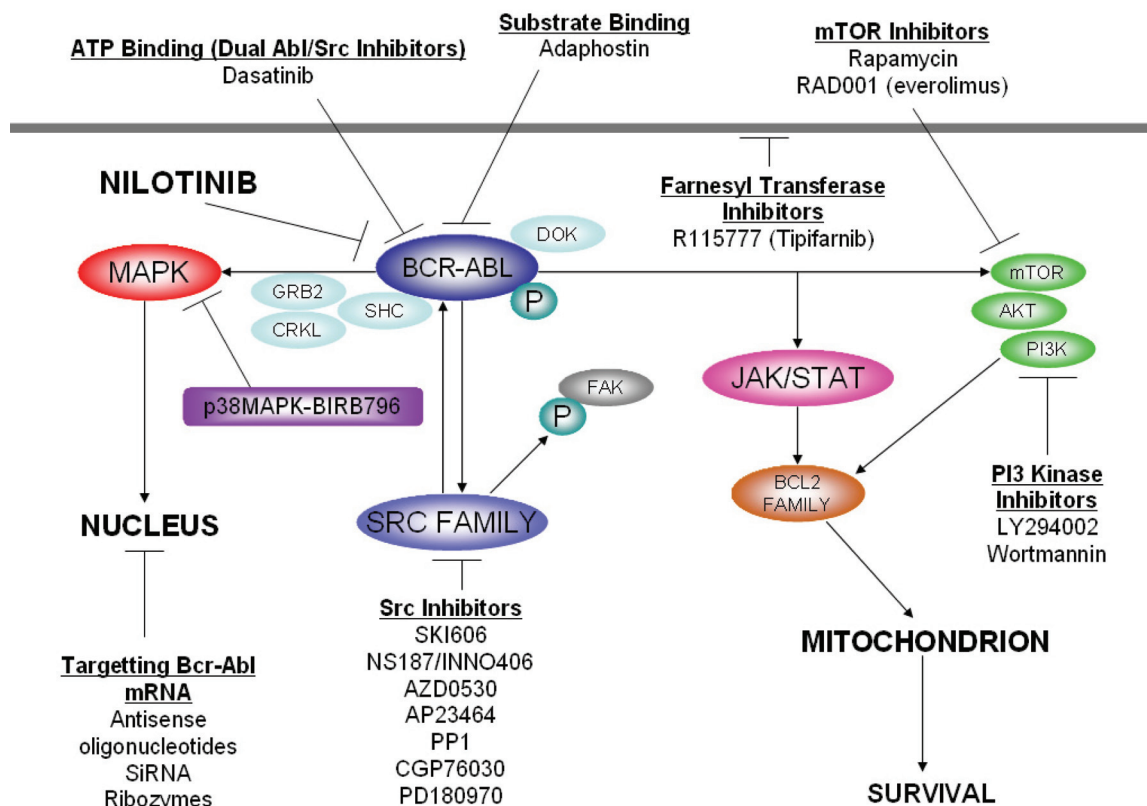 ATP Binding (Dual Abl/Src Inhibitors)
Dasatinib
Substrate Binding
Adaphostin
mTOR Inhibitors
Rapamycin
RAD001 (everolimus)
NILOTINIB
Farnesyl Transferase
Inhibitors
R115777 (Tipifarnib)
DOK
MAPK
BCR-ABL
P
mTOR
GRB2
SHC
CRKL
AKT
PI3K
JAK/STAT
p38MAPK-BIRB796
FAK
P
BCL2
FAMILY
PI3 Kinase
Inhibitors
LY294002
Wortmannin
NUCLEUS
SRC FAMILY
Src Inhibitors
SKI606
NS187/INNO406
AZD0530
AP23464
PP1
CGP76030
PD180970
Targetting Bcr-Abl
mRNA
Antisense
oligonucleotides
SiRNA
Ribozymes
MITOCHONDRION
SURVIVAL